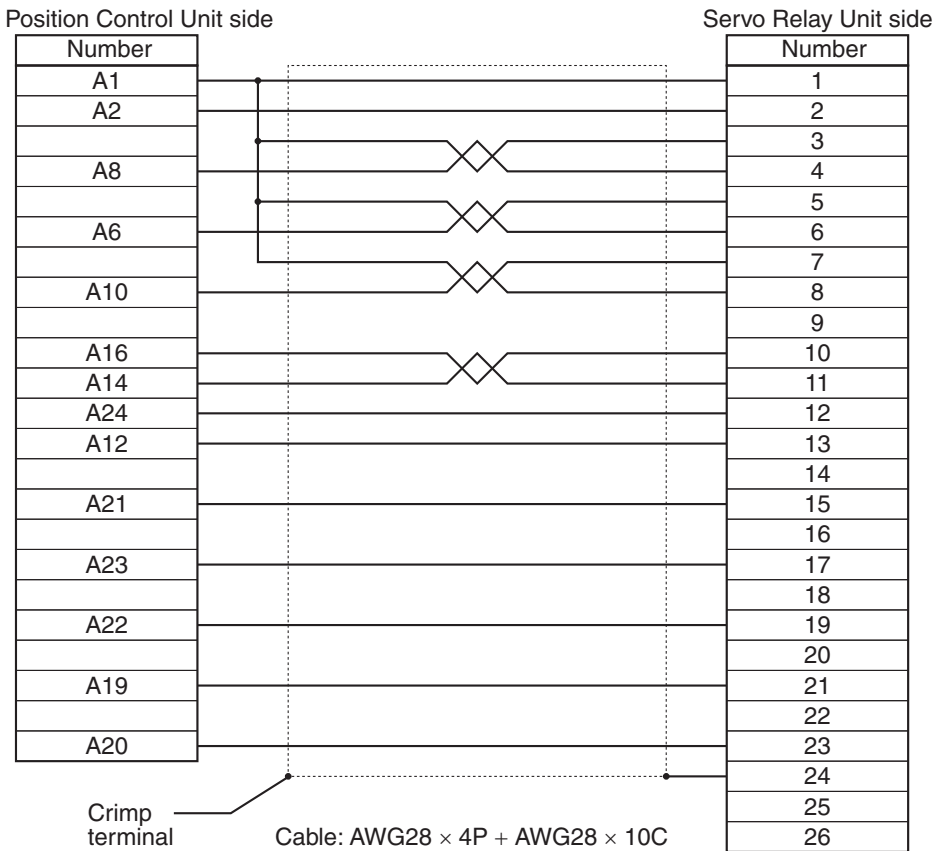 Position Control Unit side Servo Relay Unit side
Number Number
A1 1
A2 2
3
A8 4
5
A6 6
7
A10 8
9
A16 10
A14 11
A24 12
A12 13
14
A21 15
16
A23 17
18
A22 19
20
A19 21
22
A20 23
24
25
26
Crimp
terminal
Cable: AWG28 × 4P + AWG28 × 10C